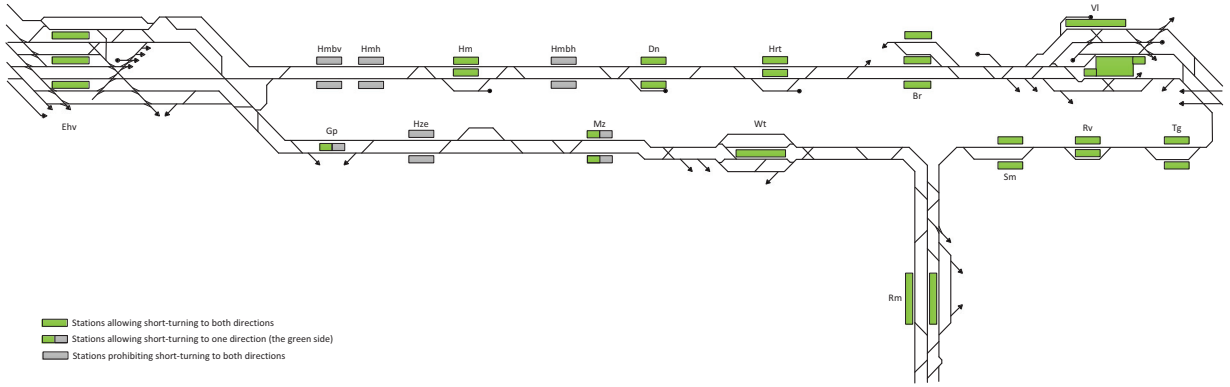 Vl
Hmbv Hmh Hm Hmbh Dn Hrt
Br
Ehv
Gp Hze Mz Wt Rv Tg
Sm
Rm
Stations allowing short-turning to both directions
Stations allowing short-turning to one direction (the green side)
Stations prohibiting short-turning to both directions